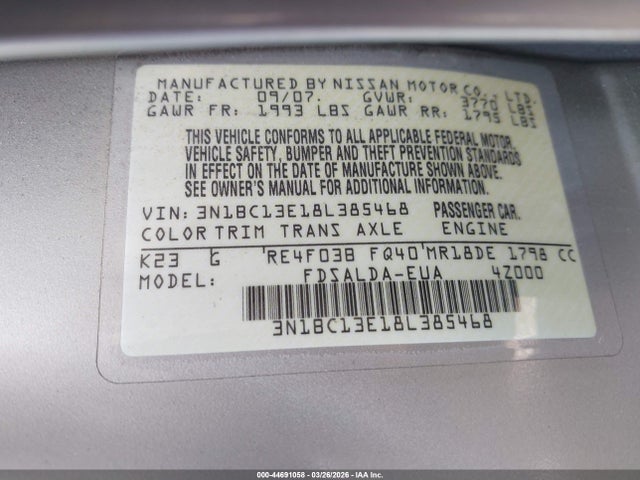 MANUFACTURED BY NISSAN MOTOR CO., LTD.
DATE: 09/07. GVWR: 3770 LBS
GAWR FR: 1993 LBS GAWR RR: 1795 LBS
THIS VEHICLE CONFORMS TO ALL APPLICABLE FEDERAL MOTOR
VEHICLE SAFETY, BUMPER AND THEFT PREVENTION STANDARDS
IN EFFECT ON THE DATE OF MANUFACTURE SHOWN ABOVE.
SEE OWNER'S MANUAL FOR ADDITIONAL INFORMATION.
VIN: 3N1BC13E18L385468 PASSENGER CAR.
COLOR TRIM TRANS AXLE ENGINE
K23 G RE4F03B FQ40 MR18DE 1798 CC
MODEL: FDSALDA-EUA 4Z000
3N1BC13E18L385468
000-44691058 | 03/26/2026 | IAA Inc.